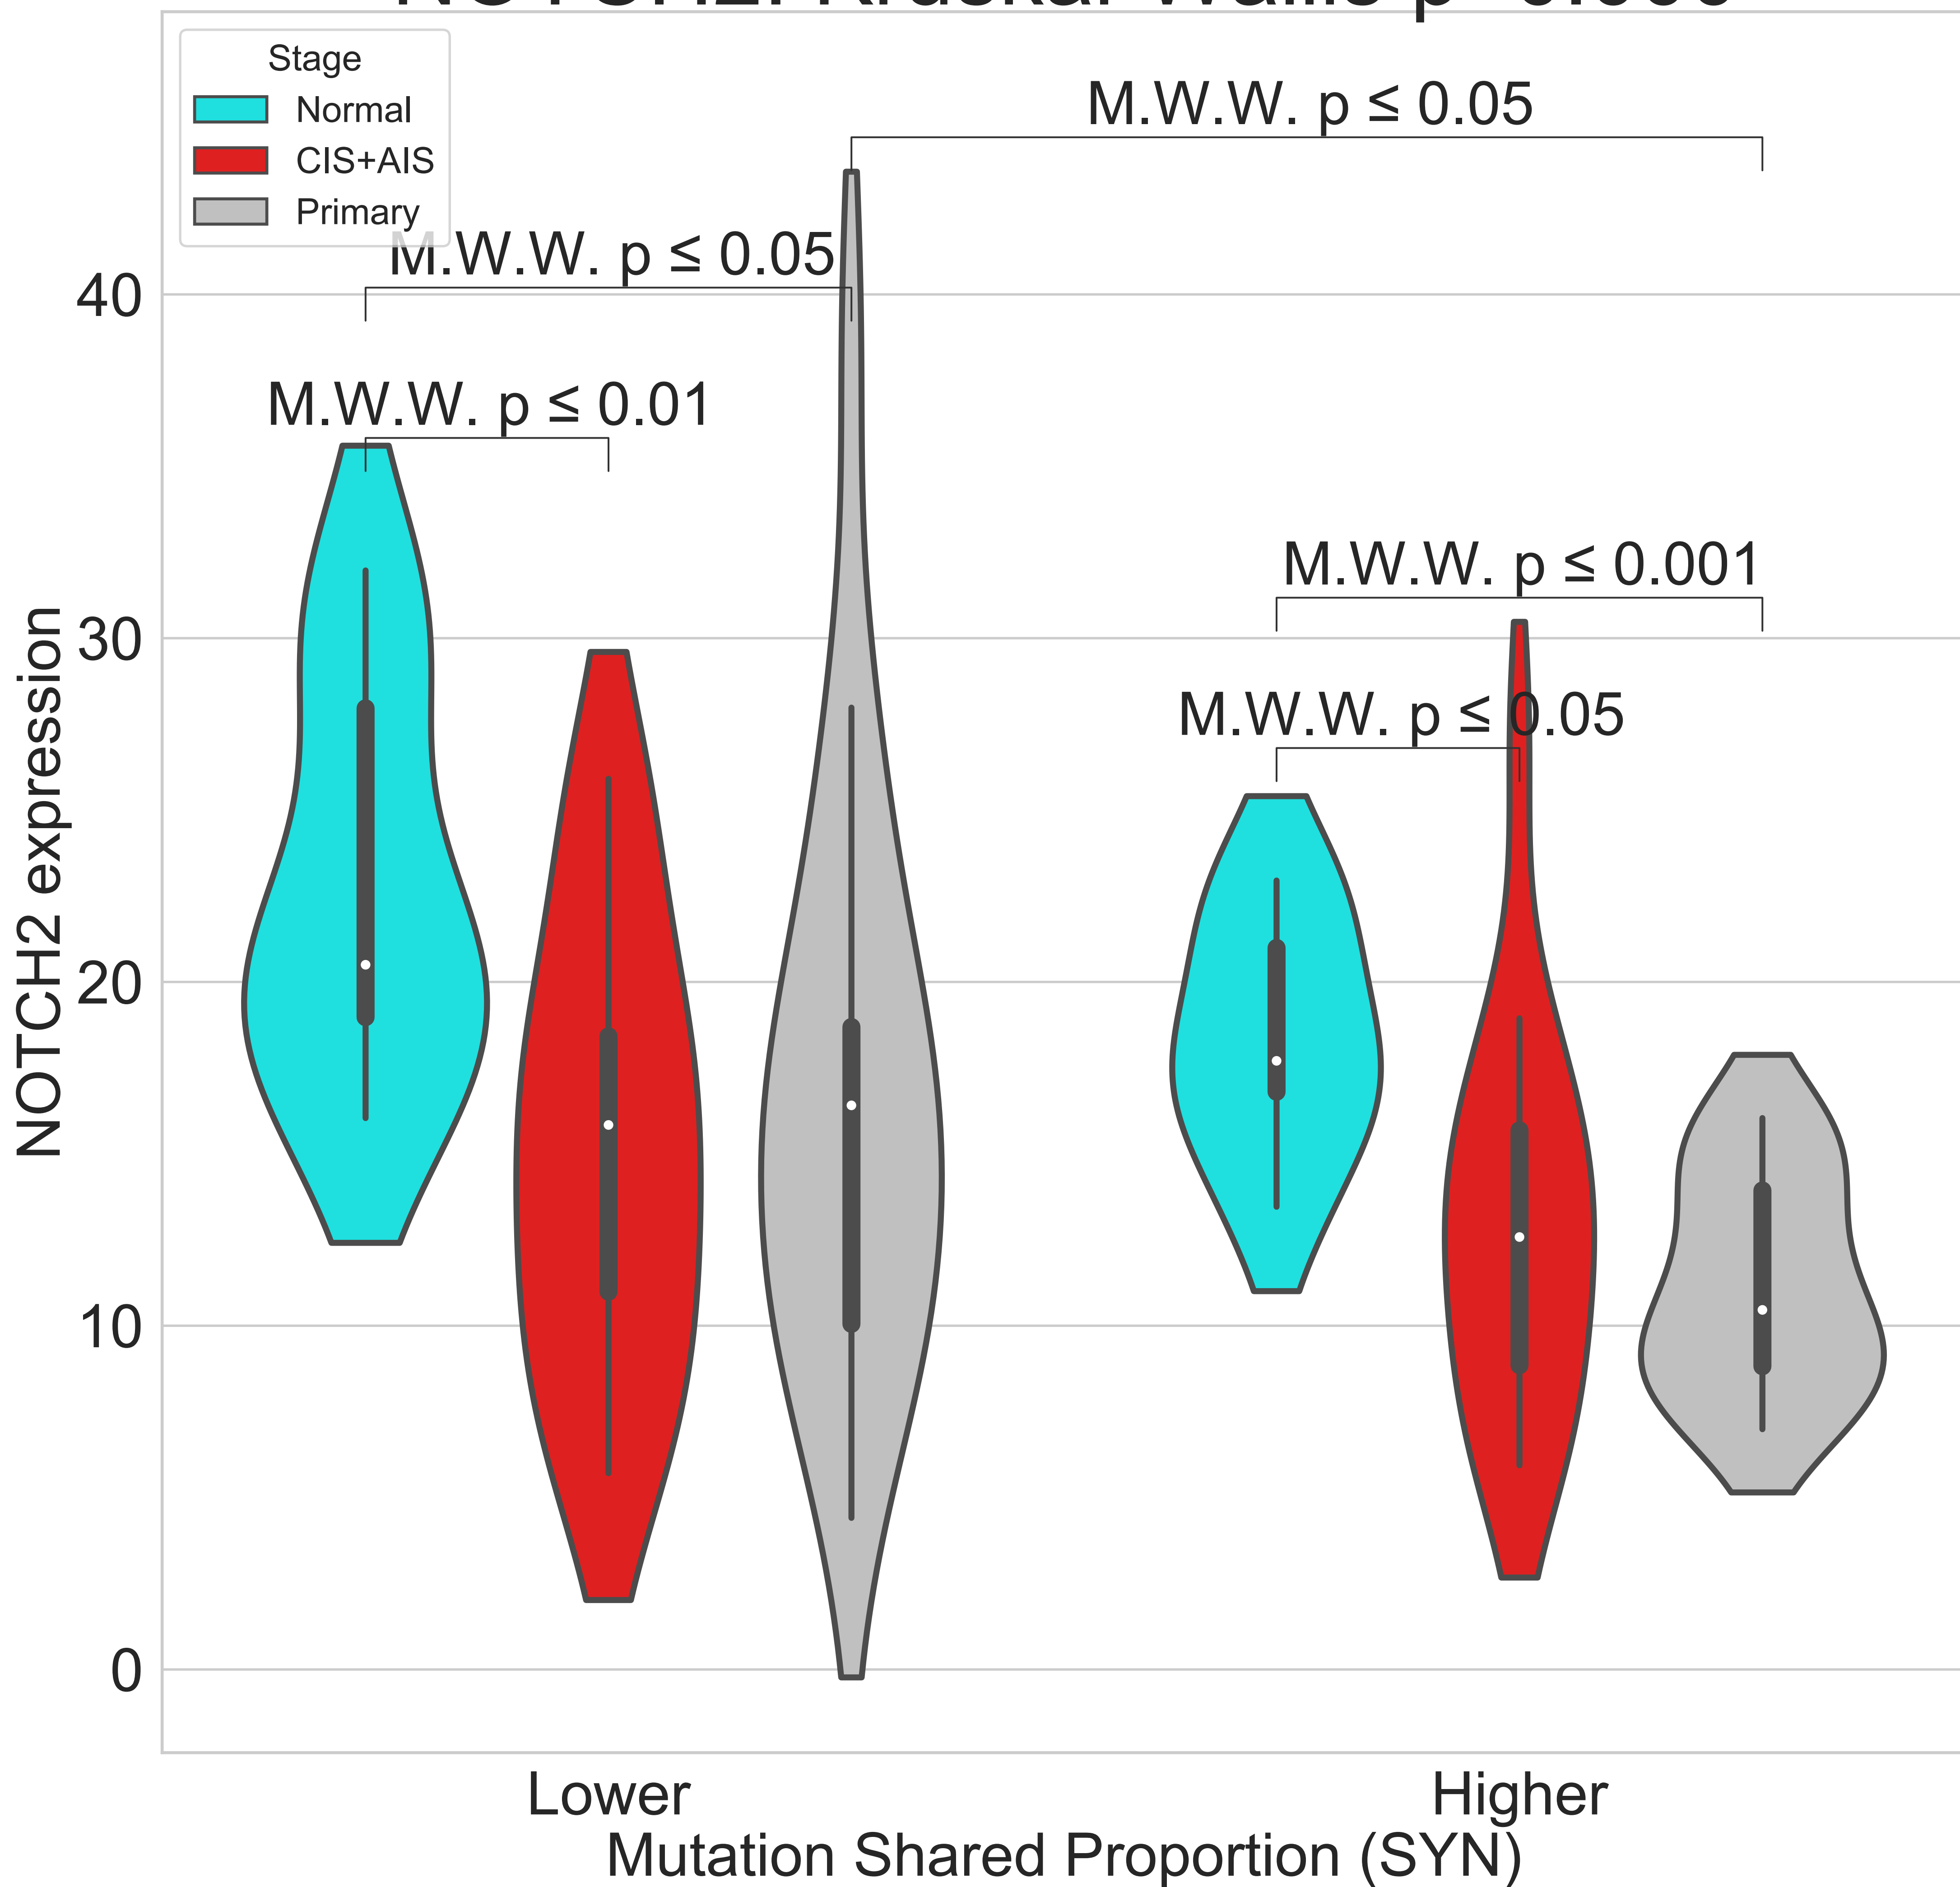 Stage
Normal
CIS+AIS
Primary
M.W.W. p ≤ 0.05
M.W.W. p ≤ 0.05
M.W.W. p ≤ 0.01
M.W.W. p ≤ 0.001
M.W.W. p ≤ 0.05
NOTCH2 expression
40
30
20
10
0
Lower
Higher
Mutation Shared Proportion (SYN)